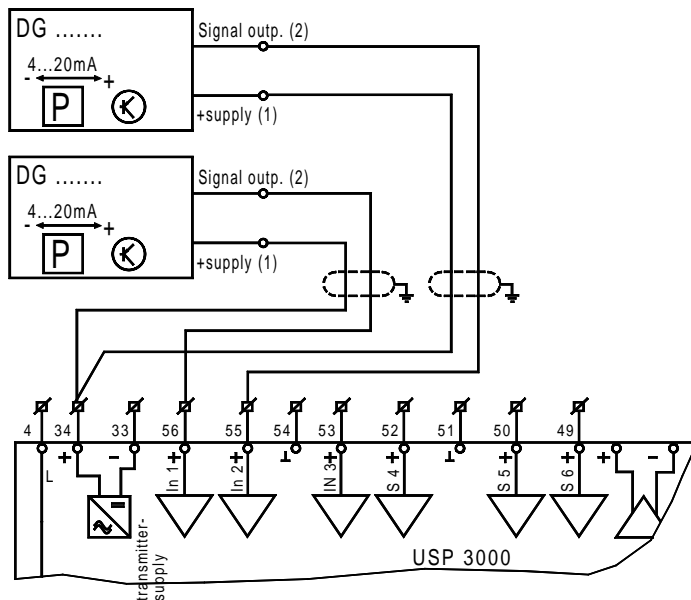 DG .......
Signal outp. (2)
4...20mA
- +
P
+supply (1)
DG .......
Signal outp. (2)
4...20mA
- +
P
+supply (1)
4 34 33 56 55 54 53 52 51 50 49
+ - + + + + + + + -
L
In 1
In 2
IN 3
S 4
S 5
S 6
transmitter-
supply
USP 3000